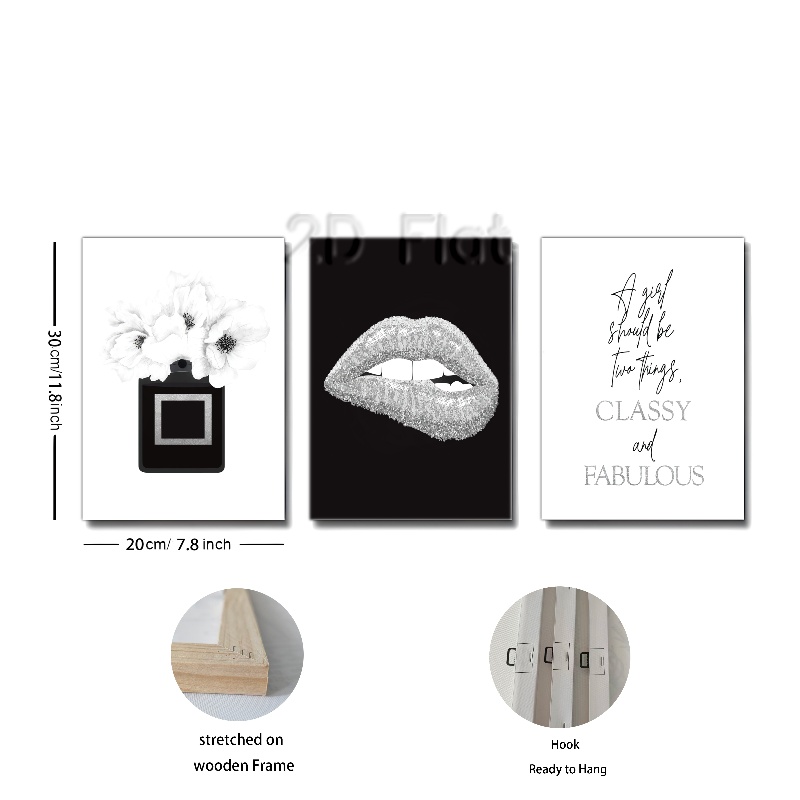 2D Flat
A girl
should be
two things,
CLASSY
and
FABULOUS
30cm/11.8inch
20cm/ 7.8 inch
stretched on
wooden Frame
Hook
Ready to Hang